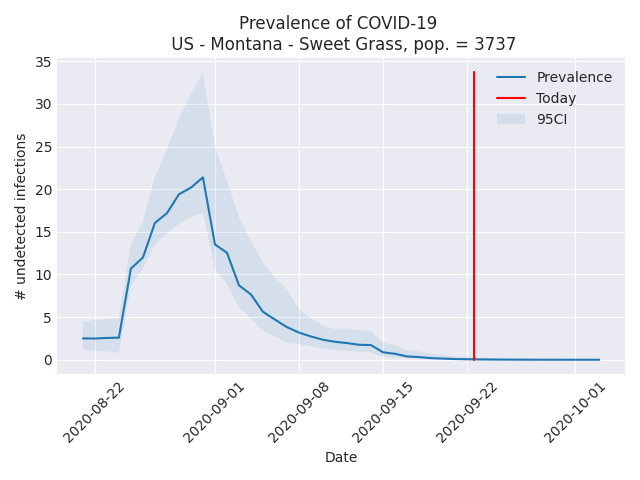 Prevalence of COVID-19
US - Montana - Sweet Grass, pop. = 3737
# undetected infections
35
30
25
20
15
10
5
0
Prevalence
Today
95CI
2020-08-22
2020-09-01
2020-09-08
2020-09-15
2020-09-22
2020-10-01
Date